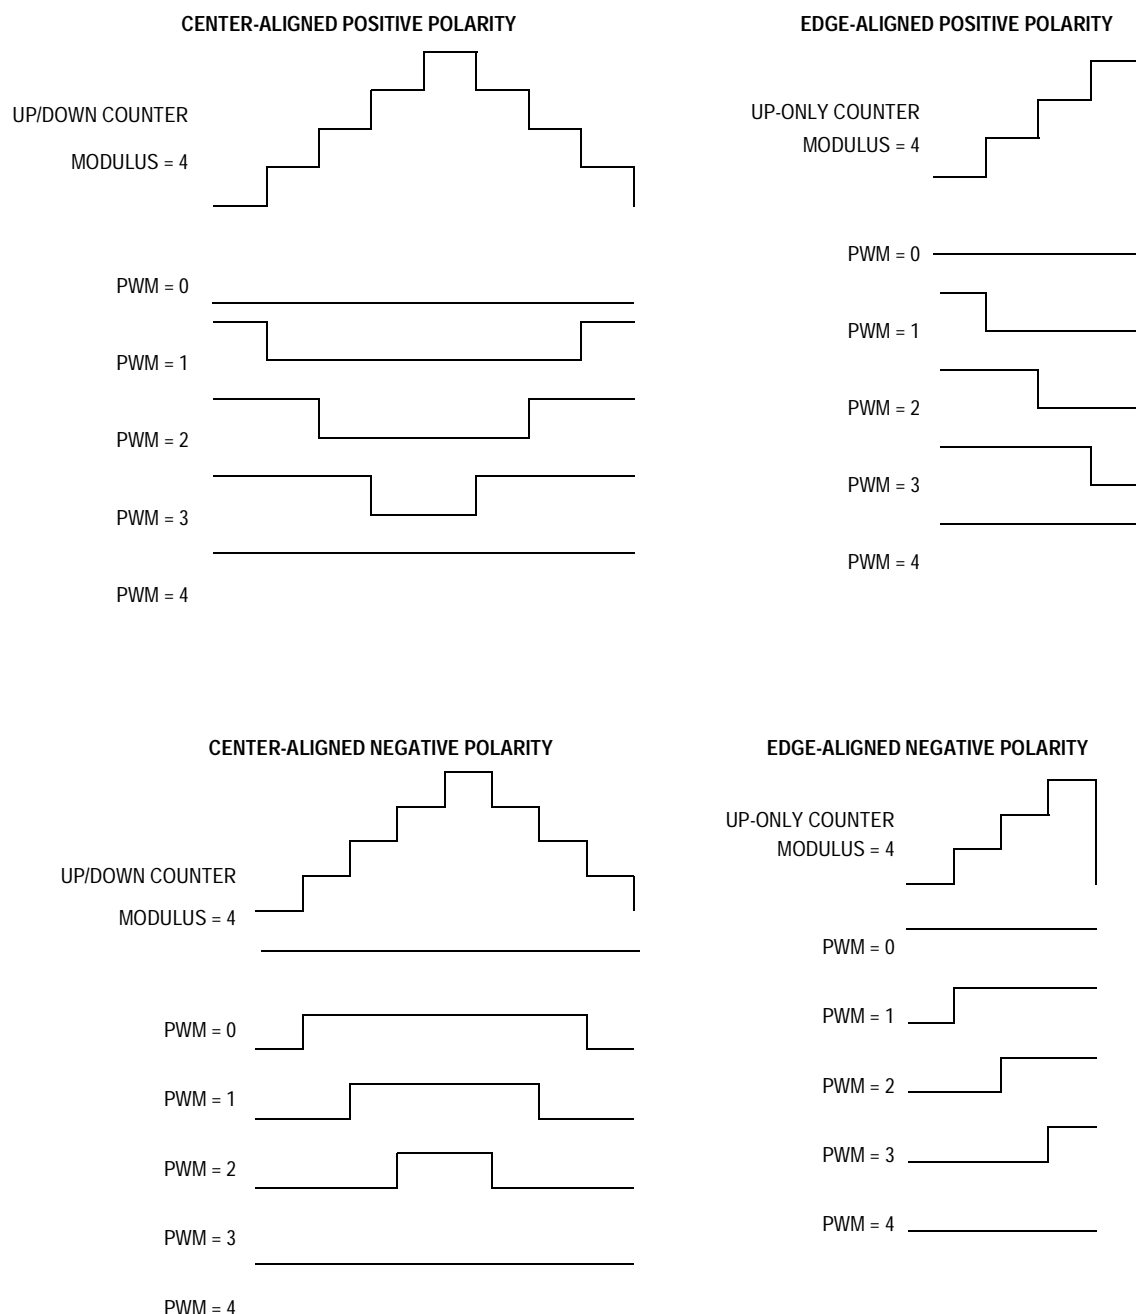 CENTER-ALIGNED POSITIVE POLARITY
UP/DOWN COUNTER
MODULUS = 4
PWM = 0
PWM = 1
PWM = 2
PWM = 3
PWM = 4
EDGE-ALIGNED POSITIVE POLARITY
UP-ONLY COUNTER
MODULUS = 4
PWM = 0
PWM = 1
PWM = 2
PWM = 3
PWM = 4
CENTER-ALIGNED NEGATIVE POLARITY
UP/DOWN COUNTER
MODULUS = 4
PWM = 0
PWM = 1
PWM = 2
PWM = 3
PWM = 4
EDGE-ALIGNED NEGATIVE POLARITY
UP-ONLY COUNTER
MODULUS = 4
PWM = 0
PWM = 1
PWM = 2
PWM = 3
PWM = 4